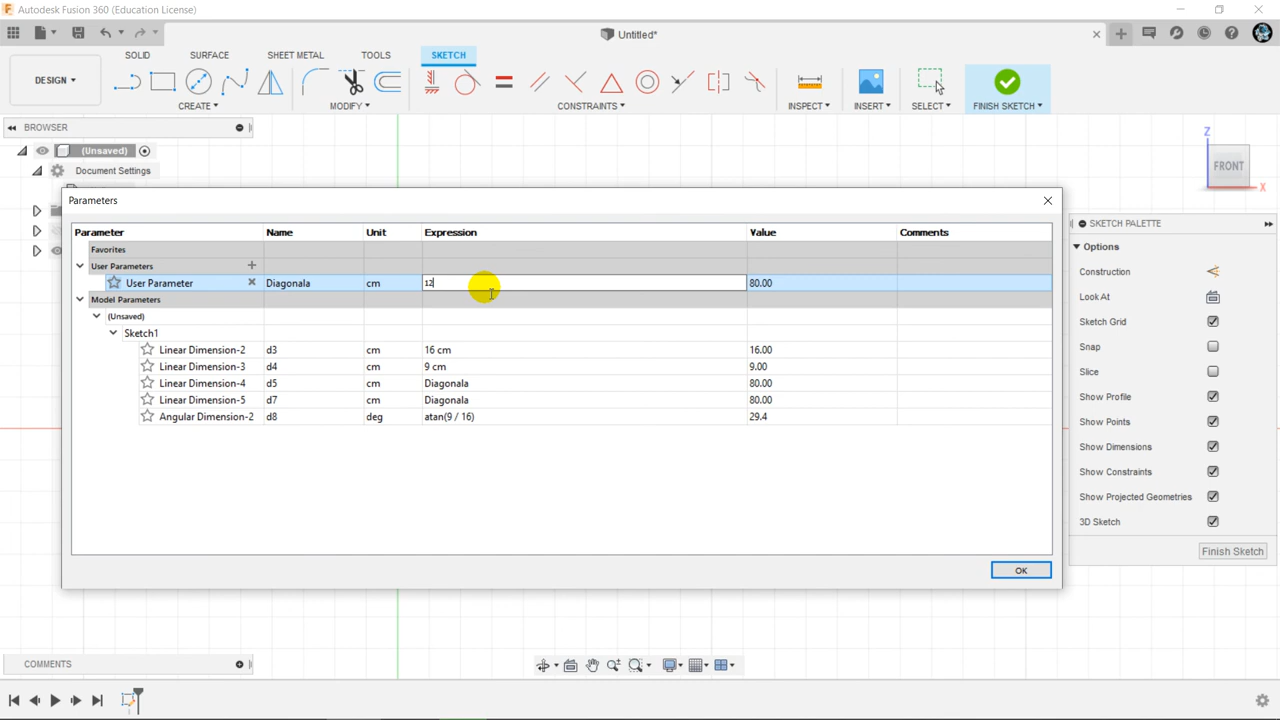 Autodesk Fusion 360 (Education License)
Untitled*
SOLID SURFACE SHEET METAL TOOLS SKETCH
DESIGN
CREATE MODIFY CONSTRAINTS INSPECT INSERT SELECT FINISH SKETCH
BROWSER
(Unsaved)
Document Settings
Z
FRONT
X
Parameters
Parameter Name Unit Expression Value Comments
Favorites
User Parameters
User Parameter Diagonala cm 12 80.00
Model Parameters
(Unsaved)
Sketch1
Linear Dimension-2 d3 cm 16 cm 16.00
Linear Dimension-3 d4 cm 9 cm 9.00
Linear Dimension-4 d5 cm Diagonala 80.00
Linear Dimension-5 d7 cm Diagonala 80.00
Angular Dimension-2 d8 deg atan(9 / 16) 29.4
OK
SKETCH PALETTE
Options
Construction
Look At
Sketch Grid
Snap
Slice
Show Profile
Show Points
Show Dimensions
Show Constraints
Show Projected Geometries
3D Sketch
Finish Sketch
COMMENTS